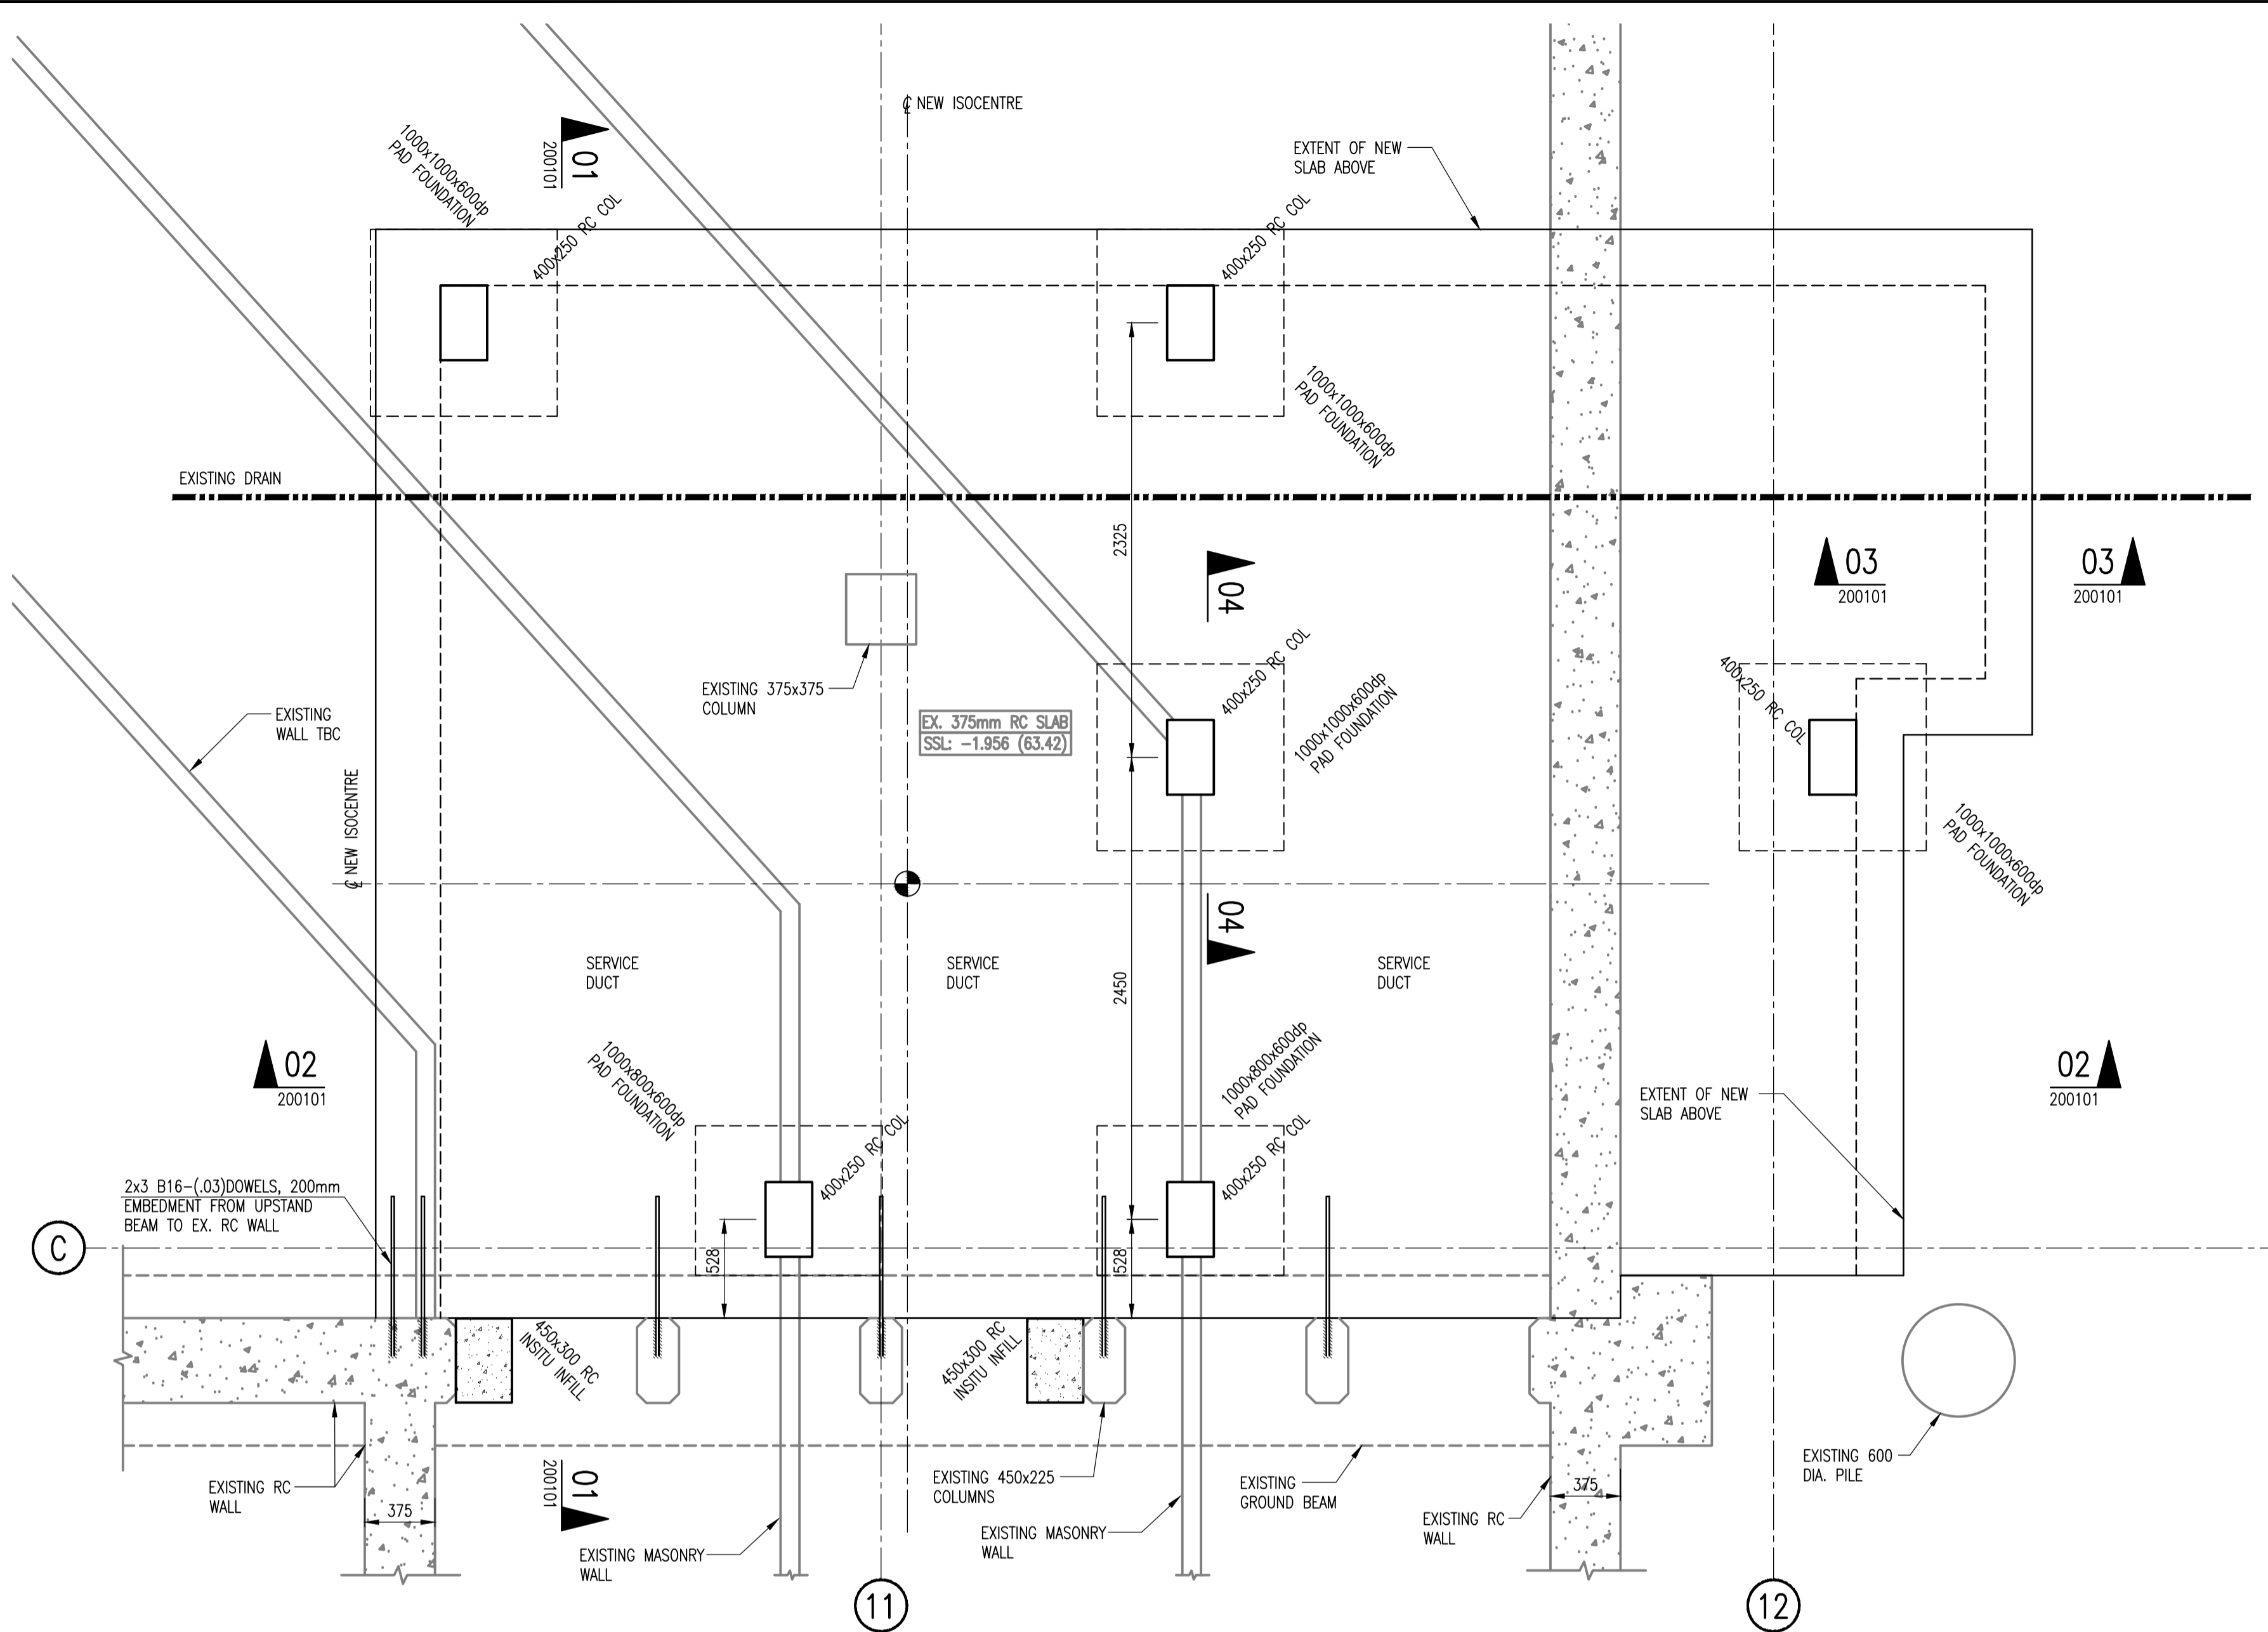 ℄ NEW ISOCENTRE
1000x1000x600dp
PAD FOUNDATION
01
200101
EXTENT OF NEW
SLAB ABOVE
400x250 RC COL
400x250 RC COL
1000x1000x600dp
PAD FOUNDATION
EXISTING DRAIN
2325
04
03
200101
03
200101
EXISTING 375x375
COLUMN
400x250 RC COL
1000x1000x600dp
PAD FOUNDATION
400x250 RC COL
EXISTING
WALL TBC
EX. 375mm RC SLAB
SSL: -1.956 (63.42)
℄ NEW ISOCENTRE
1000x1000x600dp
PAD FOUNDATION
04
SERVICE
DUCT
SERVICE
DUCT
SERVICE
DUCT
2450
02
200101
1000x800x600dp
PAD FOUNDATION
1000x800x600dp
PAD FOUNDATION
02
200101
EXTENT OF NEW
SLAB ABOVE
400x250 RC COL
400x250 RC COL
2x3 B16-(.03)DOWELS, 200mm
EMBEDMENT FROM UPSTAND
BEAM TO EX. RC WALL
C
528
528
450x300 RC
INSITU INFILL
450x300 RC
INSITU INFILL
EXISTING RC
WALL
375
01
200101
EXISTING MASONRY
WALL
EXISTING 450x225
COLUMNS
EXISTING MASONRY
WALL
EXISTING
GROUND BEAM
EXISTING RC
WALL
375
EXISTING 600
DIA. PILE
11
12